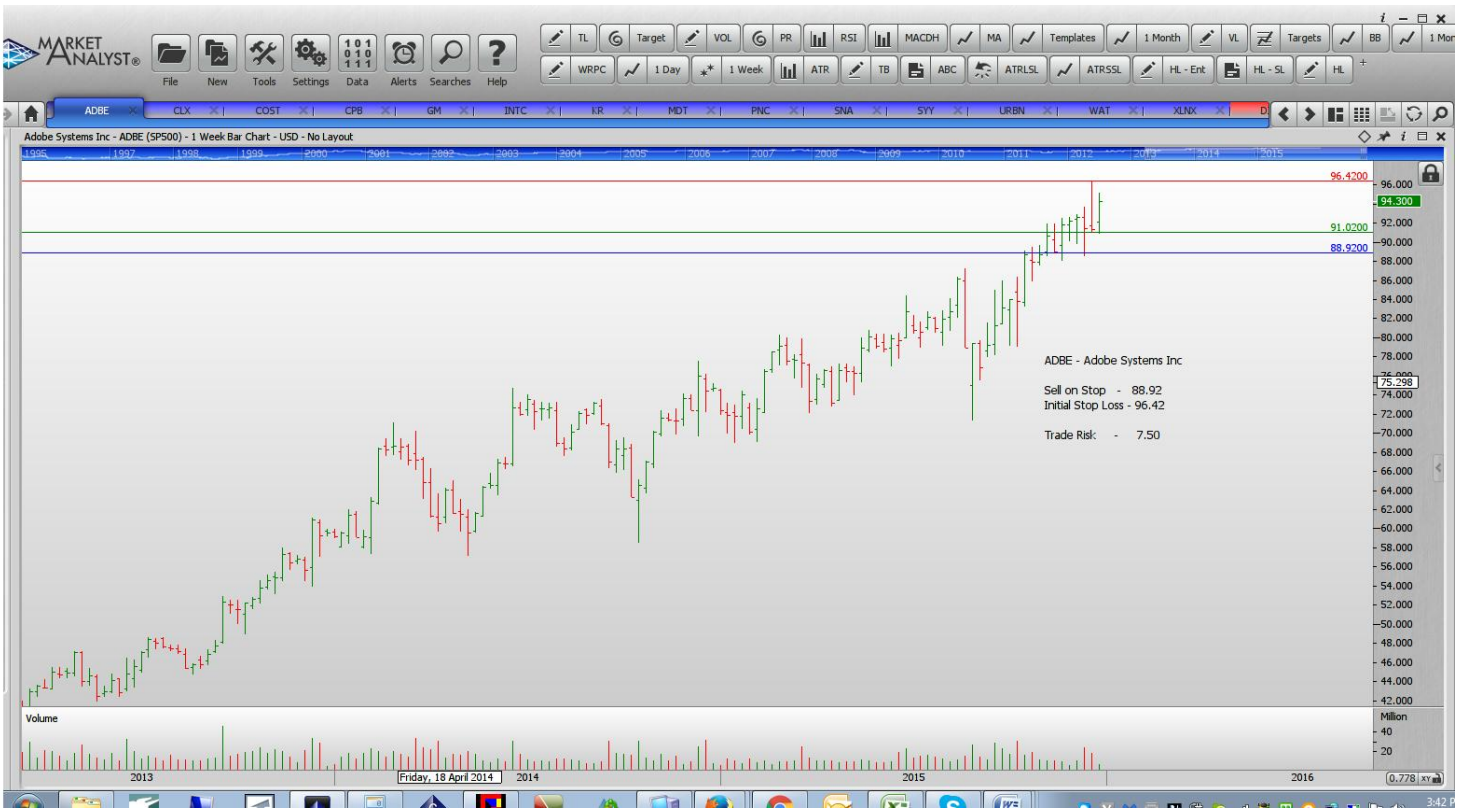 MARKET
ANALYST®
File New Tools Settings Data Alerts Searches Help
TL Target VOL PR RSI MACDH MA Templates 1 Month VL Targets BB 1 Mor
WRPC 1 Day 1 Week ATR TB ABC ATRLSL ATRSSL HL - Ent HL - SL HL +
ADBE CLX COST CPB GM INTC KR MDT PNC SNA SYY URBN WAT XLNX D
Adobe Systems Inc - ADBE (SP500) - 1 Week Bar Chart - USD - No Layout
1995 1997 1998 1999 2000 2001 2002 2003 2004 2005 2006 2007 2008 2009 2010 2011 2012 2013 2014 2015
96.4200
96.000
94.300
92.000
91.0200
90.000
88.9200
88.000
86.000
84.000
82.000
80.000
78.000
ADBE - Adobe Systems Inc
76.000
75.298
Sell on Stop - 88.92
74.000
Initial Stop Loss - 96.42
72.000
Trade Risk - 7.50
70.000
68.000
66.000
64.000
62.000
60.000
58.000
56.000
54.000
52.000
50.000
48.000
46.000
44.000
42.000
Volume
Million
40
20
2013 Friday, 18 April 2014 2014 2015 2016 0.778 XY
3:42 P